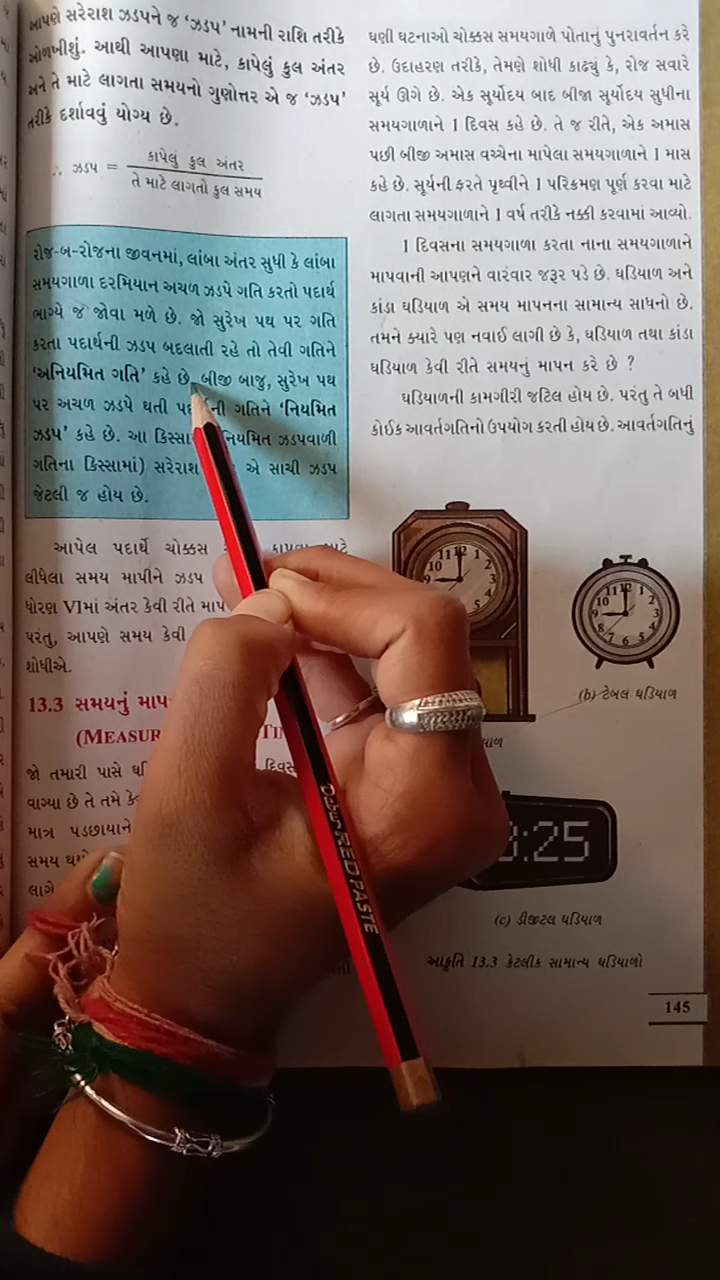 આપણે સરેરાશ ઝડપને જ ‘ઝડપ’ નામની રાશિ તરીકે
ઓળખીશું. આથી આપણા માટે, કાપેલું કુલ અંતર
અને તે માટે લાગતા સમયનો ગુણોત્તર એ જ ‘ઝડપ’
તરીકે દર્શાવવું યોગ્ય છે.
∴ ઝડપ = કાપેલું કુલ અંતર
તે માટે લાગતો કુલ સમય
રોજ-બ-રોજના જીવનમાં, લાંબા અંતર સુધી કે લાંબા
સમયગાળા દરમિયાન અચળ ઝડપે ગતિ કરતો પદાર્થ
ભાગ્યે જ જોવા મળે છે. જો સુરેખ પથ પર ગતિ
કરતા પદાર્થની ઝડપ બદલાતી રહે તો તેવી ગતિને
‘અનિયમિત ગતિ’ કહે છે. બીજી બાજુ, સુરેખ પથ
પર અચળ ઝડપે થતી ગતિને ‘નિયમિત
ઝડપ’ કહે છે. આ નિયમિત ઝડપવાળી
ગતિના કિસ્સામાં) સરેરાશ એ સાચી ઝડપ
જેટલી જ હોય છે.
આપેલ પદાર્થે ચોક્કસ
લીધેલા સમય માપીને ઝડપ
ધોરણ VIમાં અંતર કેવી રીતે
પરંતુ, આપણે સમય કેવી
શોધીએ.
13.3 સમયનું
જો તમારી પાસે
વાગ્યા છે તે તમે
માત્ર પડછાયાને
સમય
લાગે
ઘણી ઘટનાઓ ચોક્કસ સમયગાળે પોતાનું પુનરાવર્તન કરે
છે. ઉદાહરણ તરીકે, તેમણે શોધી કાઢ્યું કે, રોજ સવારે
સૂર્ય ઊગે છે. એક સૂર્યોદય બાદ બીજા સૂર્યોદય સુધીના
સમયગાળાને 1 દિવસ કહે છે. તે જ રીતે, એક અમાસ
પછી બીજી અમાસ વચ્ચેના માપેલા સમયગાળાને 1 માસ
કહે છે. સૂર્યની ફરતે પૃથ્વીને 1 પરિક્રમણ પૂર્ણ કરવા માટે
લાગતા સમયગાળાને 1 વર્ષ તરીકે નક્કી કરવામાં આવ્યો.
1 દિવસના સમયગાળા કરતા નાના સમયગાળાને
માપવાની આપણને વારંવાર જરૂર પડે છે. ઘડિયાળ અને
કાંડા ઘડિયાળ એ સમય માપનના સામાન્ય સાધનો છે.
તમને ક્યારે પણ નવાઈ લાગી છે કે, ઘડિયાળ તથા કાંડા
ઘડિયાળ કેવી રીતે સમયનું માપન કરે છે ?
ઘડિયાળની કામગીરી જટિલ હોય છે. પરંતુ તે બધી
કોઈક આવર્તગતિનો ઉપયોગ કરતી હોય છે. આવર્તગતિનું
(b) ટેબલ ઘડિયાળ
:25
(c) ડીજીટલ ઘડિયાળ
આકૃતિ 13.3 કેટલીક સામાન્ય ઘડિયાળો
145
RED PASTE